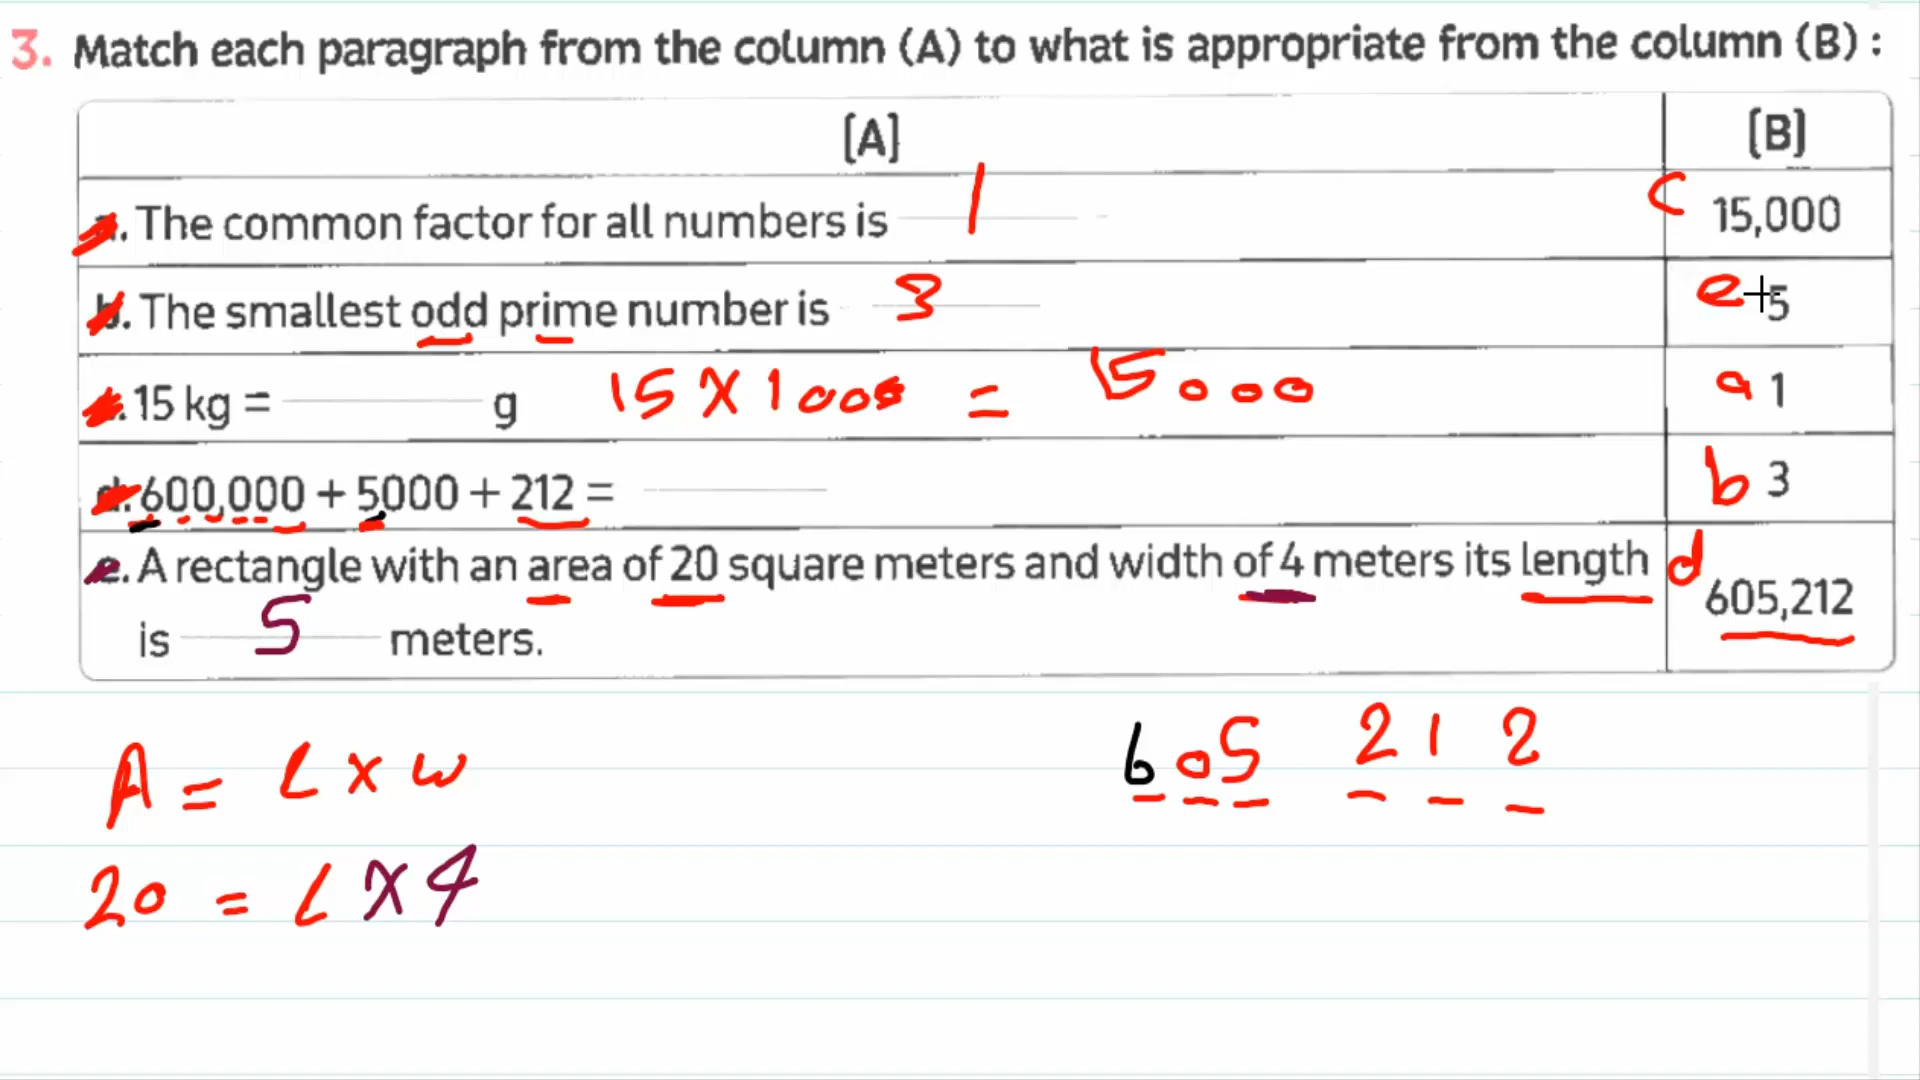 3. Match each paragraph from the column (A) to what is appropriate from the column (B) :
[A] [B]
. The common factor for all numbers is 1 c 15,000
b. The smallest odd prime number is 3 e 5
. 15 kg = g 15 X 1000 = 15000 a 1
d. 600,000 + 5000 + 212 = b 3
e. A rectangle with an area of 20 square meters and width of 4 meters its length d
is 5 meters. 605,212
A = L x w 605 212
20 = L X 4